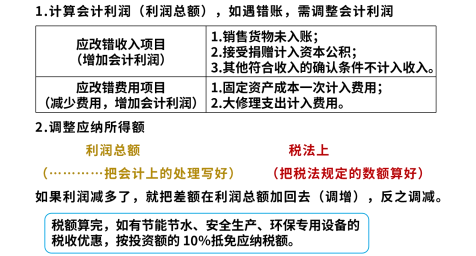 1.计算会计利润（利润总额），如遇错账，需调整会计利润
应改错收入项目
（增加会计利润）
1.销售货物未入账；
2.接受捐赠计入资本公积；
3.其他符合收入的确认条件不计入收入。
应改错费用项目
（减少费用，增加会计利润）
1.固定资产成本一次计入费用；
2.大修理支出计入费用。
2.调整应纳所得额
利润总额 税法上
（…………把会计上的处理写好） （把税法规定的数额算好）
如果利润减多了，就把差额在利润总额加回去（调增），反之调减。
税额算完，如有节能节水、安全生产、环保专用设备的
税收优惠，按投资额的 10%抵免应纳税额。